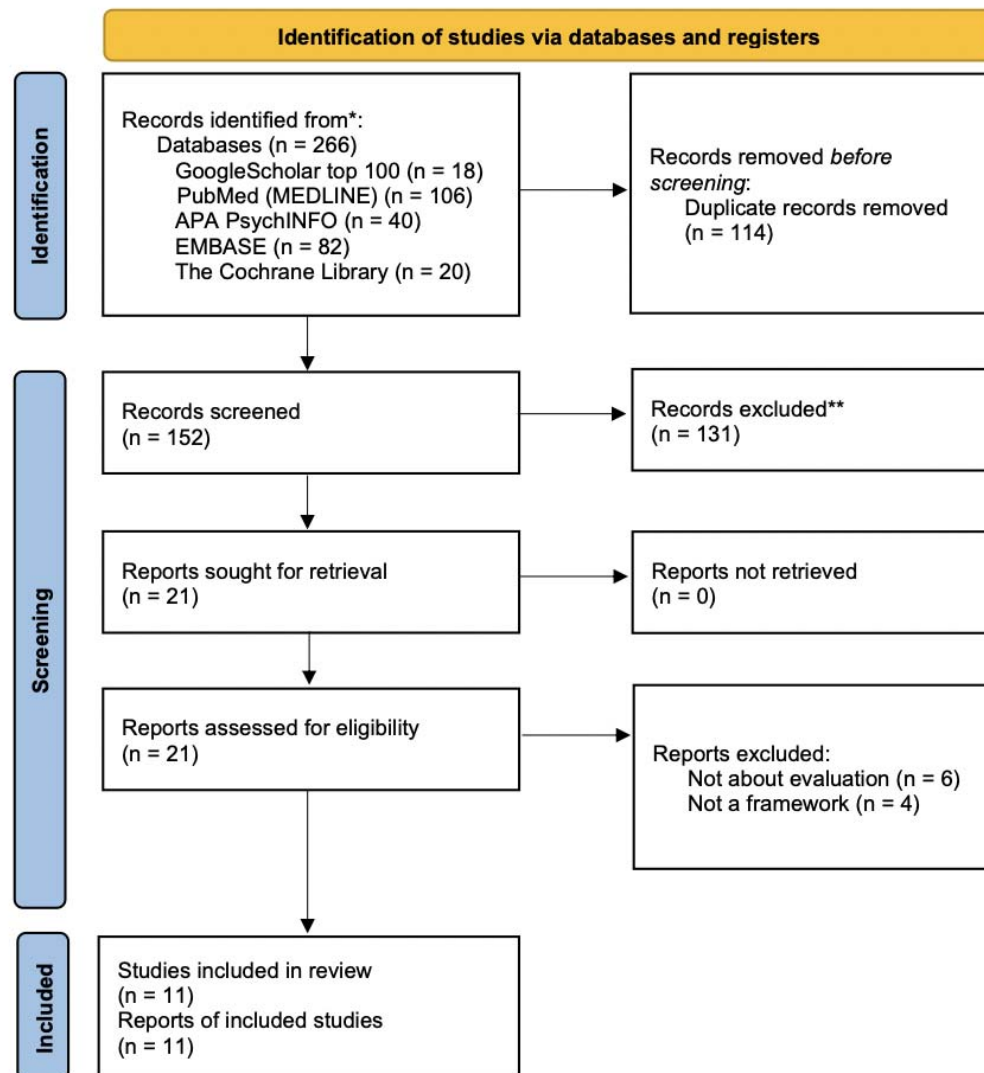 Identification of studies via databases and registers
Identification
Records identified from*:
Databases (n = 266)
GoogleScholar top 100 (n = 18)
PubMed (MEDLINE) (n = 106)
APA PsychINFO (n = 40)
EMBASE (n = 82)
The Cochrane Library (n = 20)
Records removed before
screening:
Duplicate records removed
(n = 114)
Screening
Records screened
(n = 152)
Records excluded**
(n = 131)
Reports sought for retrieval
(n = 21)
Reports not retrieved
(n = 0)
Reports assessed for eligibility
(n = 21)
Reports excluded:
Not about evaluation (n = 6)
Not a framework (n = 4)
Included
Studies included in review
(n = 11)
Reports of included studies
(n = 11)